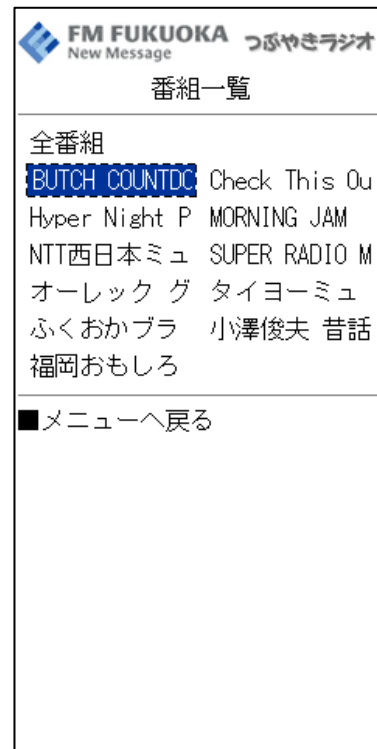 FM FUKUOKA つぶやきラジオ
New Message
番組一覧
全番組
BUTCH COUNTDC Check This Ou
Hyper Night P MORNING JAM
NTT西日本ミュ SUPER RADIO M
オーレック グ タイヨーミュ
ふくおかブラ 小澤俊夫 昔話
福岡おもしろ
■メニューへ戻る